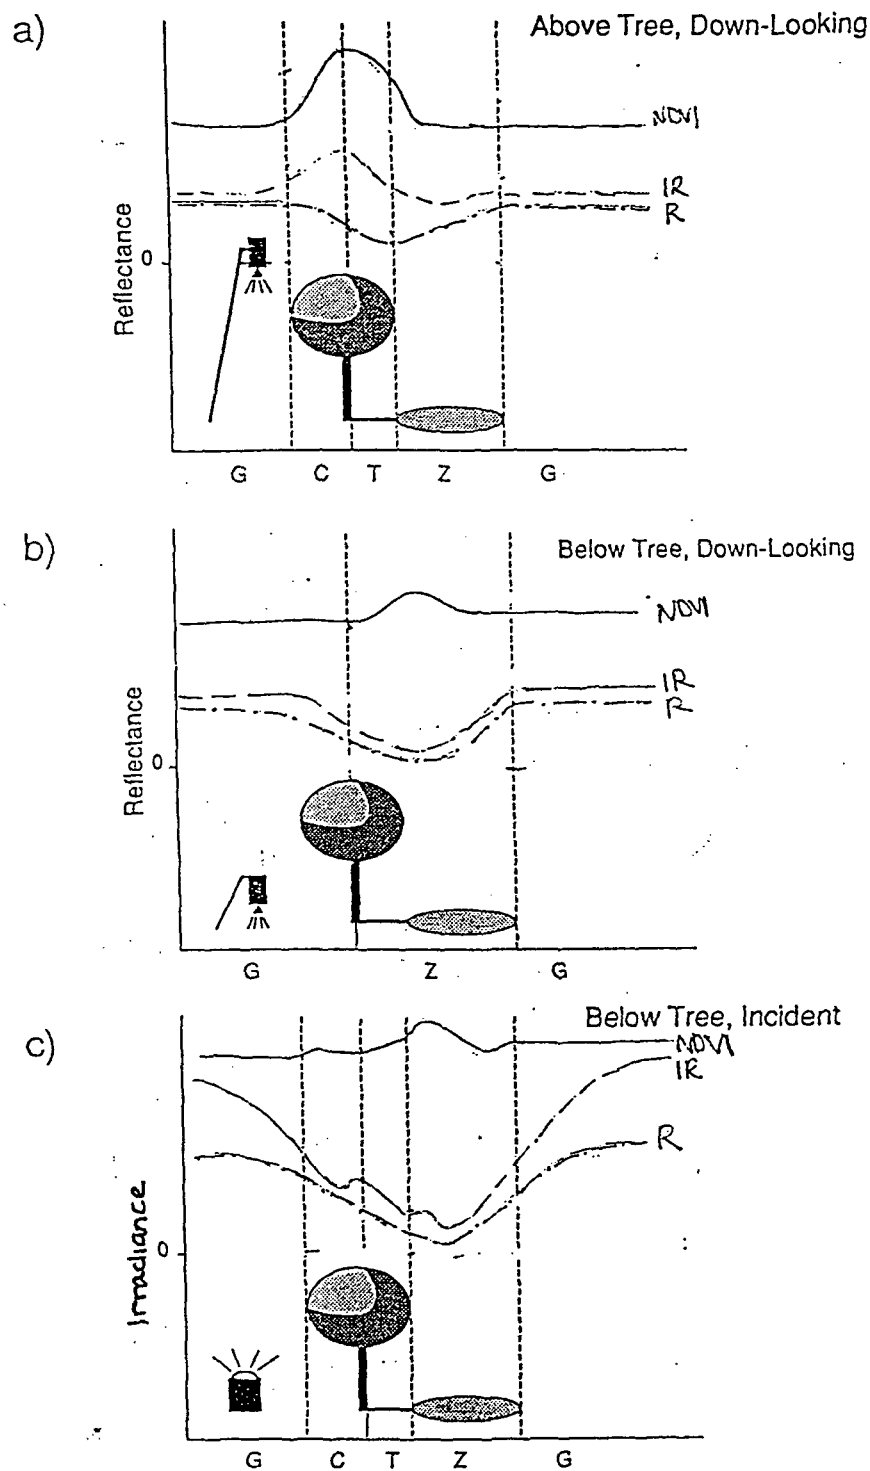 a)
Above Tree, Down-Looking
NDVI
IR
R
Reflectance
0
G C T Z G
b)
Below Tree, Down-Looking
NDVI
IR
R
Reflectance
0
G Z G
c)
Below Tree, Incident
NDVI
IR
R
Irradiance
0
G C T Z G